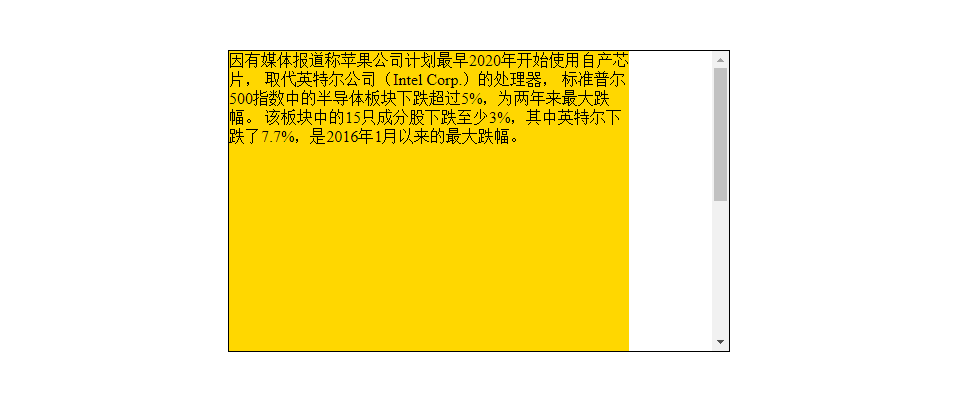 因有媒体报道称苹果公司计划最早2020年开始使用自产芯
片， 取代英特尔公司（Intel Corp.）的处理器， 标准普尔
500指数中的半导体板块下跌超过5%，为两年来最大跌
幅。 该板块中的15只成分股下跌至少3%，其中英特尔下
跌了7.7%，是2016年1月以来的最大跌幅。